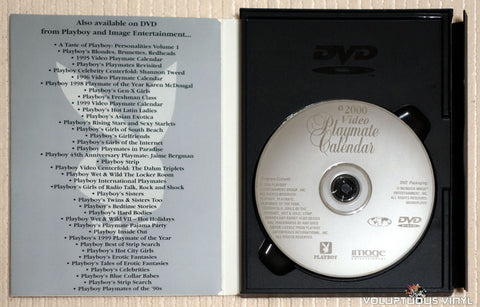 Also available on DVD
from Playboy and Image Entertainment...
• A Taste of Playboy: Personalities Volume 1
• Playboy's Blondes, Brunettes, Redheads
• 1995 Video Playmate Calendar
• Playboy's Playmates Revisited
• Playboy Celebrity Centerfold: Shannon Tweed
• 1996 Video Playmate Calendar
• Playboy 1998 Playmate of the Year Karen McDougal
• Playboy's Gen-X Girls
• Playboy's Freshman Class
• 1999 Video Playmate Calendar
• Playboy's Hot Latin Ladies
• Playboy's Asian Exotica
• Playboy's Rising Stars and Sexy Starlets
• Playboy's Girls of South Beach
• Playboy's Girlfriends
• Playboy's Girls of the Internet
• Playboy's Playmates in Paradise
• Playboy 45th Anniversary Playmate: Jaime Bergman
• Playboy Strip
• Playboy Video Centerfold: The Dahm Triplets
• Playboy Wet & Wild The Locker Room
• Playboy International Playmates
• Playboy's Girls of Radio Talk, Rock and Shock
• Playboy's Sisters
• Playboy's Twins & Sisters Too
• Playboy's Bedtime Stories
• Playboy's Hard Bodies
• Playboy's Wet & Wild VII – Hot Holidays
• Playboy's Playmate Pajama Party
• Playboy Inside Out
• Playboy's 1999 Playmate of the Year
• Playboy's Best of Strip Search
• Playboy's Hot City Girls
• Playboy's Erotic Fantasies
• Playboy's Tales of Erotic Fantasies
• Playboy's Celebrities
• Playboy's Blue Collar Babes
• Playboy's Strip Search
• Playboy Playmates of the '90s
DVD
2000
Video
Playmate
Calendar
PLAYBOY
image
ENTERTAINMENT
DVD
VIDEO
VOLUPTUOUS VINYL